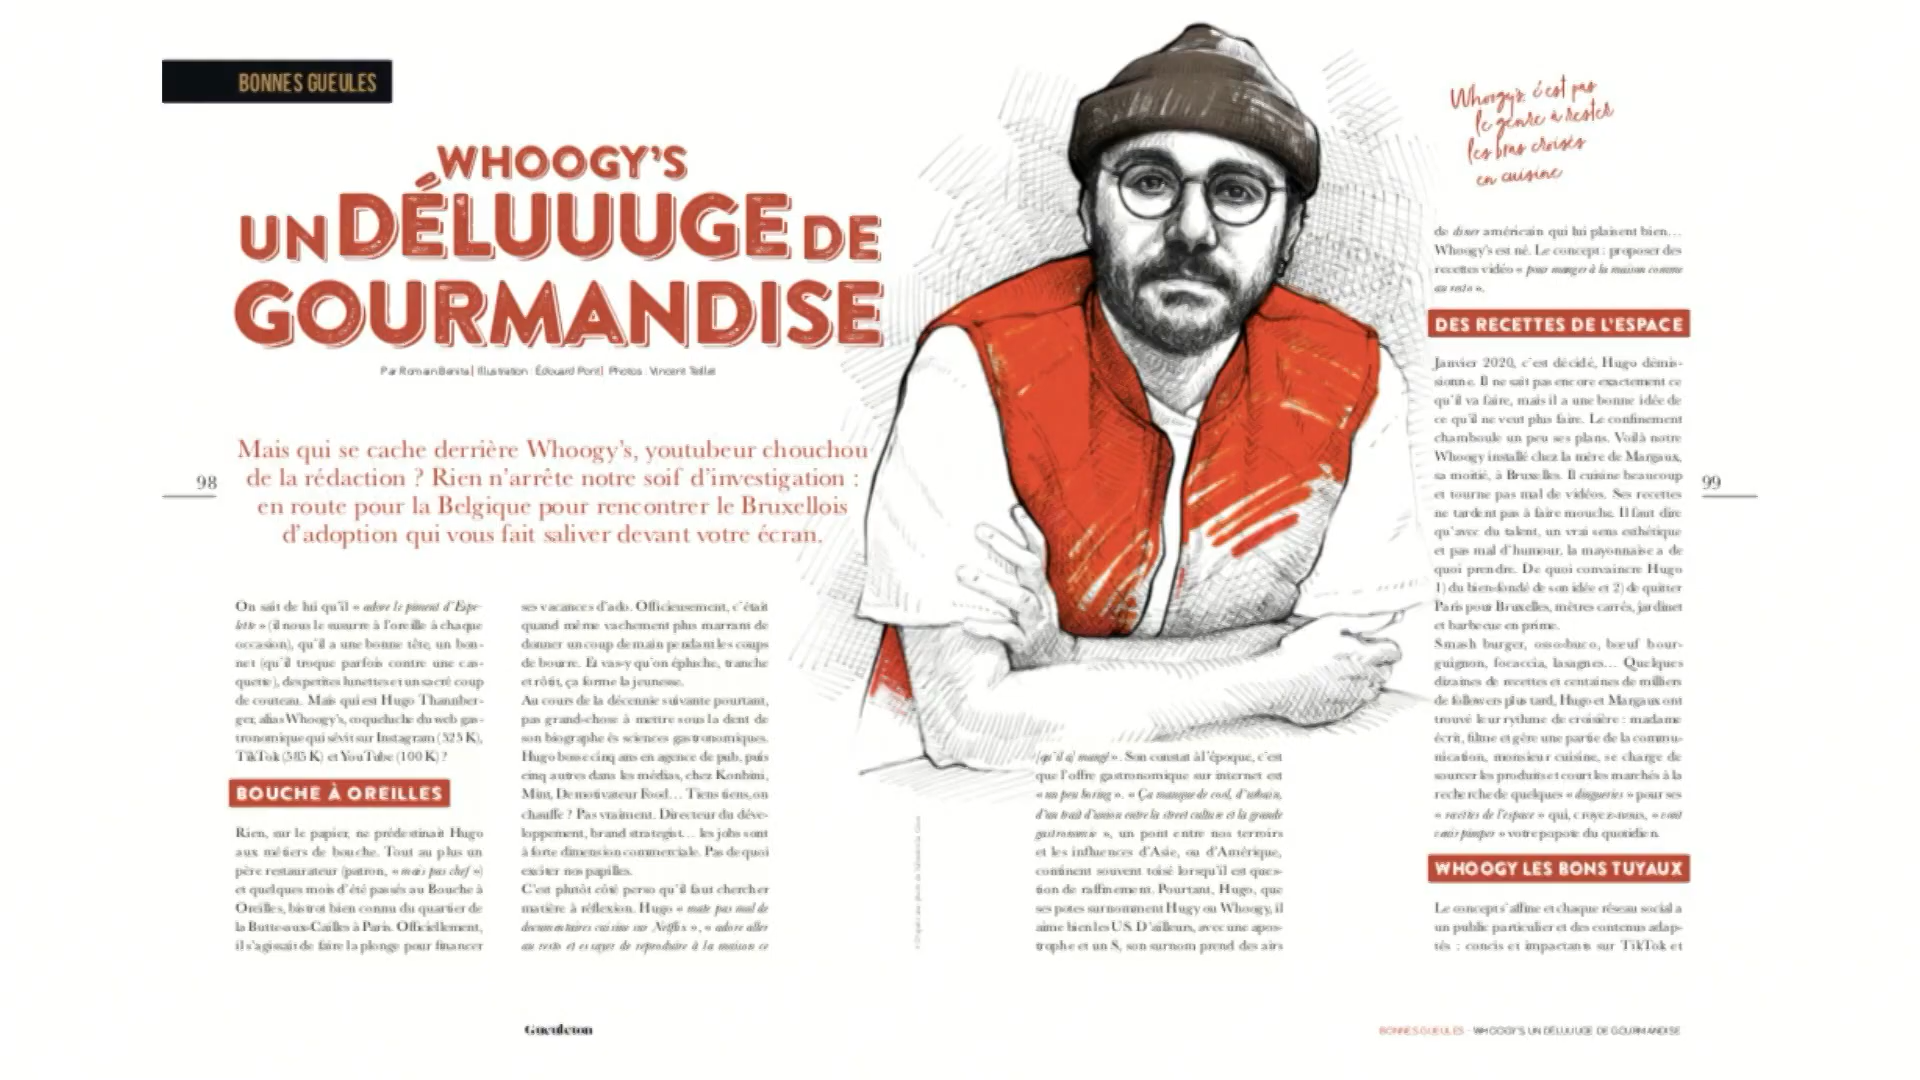 BONNES GUEULES
WHOOGY'S
UN DÉLUUUGE DE
GOURMANDISE
Par Romain Benita | Illustration : Édouard Pont | Photos : Vincent Teillet
Mais qui se cache derrière Whoogy's, youtubeur chouchou
de la rédaction ? Rien n'arrête notre soif d'investigation :
en route pour la Belgique pour rencontrer le Bruxellois
d'adoption qui vous fait saliver devant votre écran.
98
On sait de lui qu'il « adore le piment d'Espe-
lette » (il nous le susurre à l'oreille à chaque
occasion), qu'il a une bonne tête, un bon-
net (qu'il troque parfois contre une cas-
quette), des petites lunettes et un sacré coup
de couteau. Mais qui est Hugo Thannber-
ger, alias Whoogy's, coqueluche du web gas-
tronomique qui sévit sur Instagram (325 K),
TikTok (585 K) et YouTube (100 K) ?
BOUCHE À OREILLES
Rien, sur le papier, ne prédestinait Hugo
aux métiers de bouche. Tout au plus un
père restaurateur (patron, « mais pas chef »)
et quelques mois d'été passés au Bouche à
Oreilles, bistrot bien connu du quartier de
la Butte-aux-Cailles à Paris. Officiellement,
il s'agissait de faire la plonge pour financer
ses vacances d'ado. Officieusement, c'était
quand même vachement plus marrant de
donner un coup de main pendant les coups
de bourre. Et vas-y qu'on épluche, tranche
et rôtit, ça forme la jeunesse.
Au cours de la décennie suivante pourtant,
pas grand-chose à mettre sous la dent de
son biographe ès sciences gastronomiques.
Hugo bosse cinq ans en agence de pub, puis
cinq autres dans les médias, chez Konbini,
Mint, Demotivateur Food… Tiens tiens, on
chauffe ? Pas vraiment. Directeur du déve-
loppement, brand strategist… les jobs sont
à forte dimension commerciale. Pas de quoi
exciter nos papilles.
C'est plutôt côté perso qu'il faut chercher
matière à réflexion. Hugo « mate pas mal de
documentaires cuisine sur Netflix », « adore aller
au resto et essayer de reproduire à la maison ce
[qu'il a] mangé ». Son constat à l'époque, c'est
que l'offre gastronomique sur internet est
« un peu boring ». « Ça manque de cool, d'urbain,
d'un trait d'union entre la street culture et la grande
gastronomie », un pont entre nos terroirs
et les influences d'Asie, ou d'Amérique,
continent souvent toisé lorsqu'il est ques-
tion de raffinement. Pourtant, Hugo, que
ses potes surnomment Hugy ou Whoogy, il
aime bien les US. D'ailleurs, avec une apos-
trophe et un S, son surnom prend des airs
Whoogy's, c'est pas
le genre à rester
les bras croisés
en cuisine
de diner américain qui lui plaisent bien…
Whoogy's est né. Le concept : proposer des
recettes vidéo « pour manger à la maison comme
au resto ».
DES RECETTES DE L'ESPACE
Janvier 2020, c'est décidé, Hugo démis-
sionne. Il ne sait pas encore exactement ce
qu'il va faire, mais il a une bonne idée de
ce qu'il ne veut plus faire. Le confinement
chamboule un peu ses plans. Voilà notre
Whoogy installé chez la mère de Margaux,
sa moitié, à Bruxelles. Il cuisine beaucoup
et tourne pas mal de vidéos. Ses recettes
ne tardent pas à faire mouche. Il faut dire
qu'avec du talent, un vrai sens esthétique
et pas mal d'humour, la mayonnaise a de
quoi prendre. De quoi convaincre Hugo
1) du bien-fondé de son idée et 2) de quitter
Paris pour Bruxelles, mètres carrés, jardinet
et barbecue en prime.
Smash burger, osso-buco, bœuf bour-
guignon, focaccia, lasagnes… Quelques
dizaines de recettes et centaines de milliers
de followers plus tard, Hugo et Margaux ont
trouvé leur rythme de croisière : madame
écrit, filme et gère une partie de la commu-
nication, monsieur cuisine, se charge de
sourcer les produits et court les marchés à la
recherche de quelques « dingueries » pour ses
« recettes de l'espace » qui, croyez-nous, « vont
venir pimper » votre popote du quotidien.
WHOOGY LES BONS TUYAUX
Le concept s'affine et chaque réseau social a
un public particulier et des contenus adap-
tés : concis et impactants sur TikTok et
99
Gueuleton
BONNES GUEULES - WHOOGY'S UN DÉLUUUGE DE GOURMANDISE